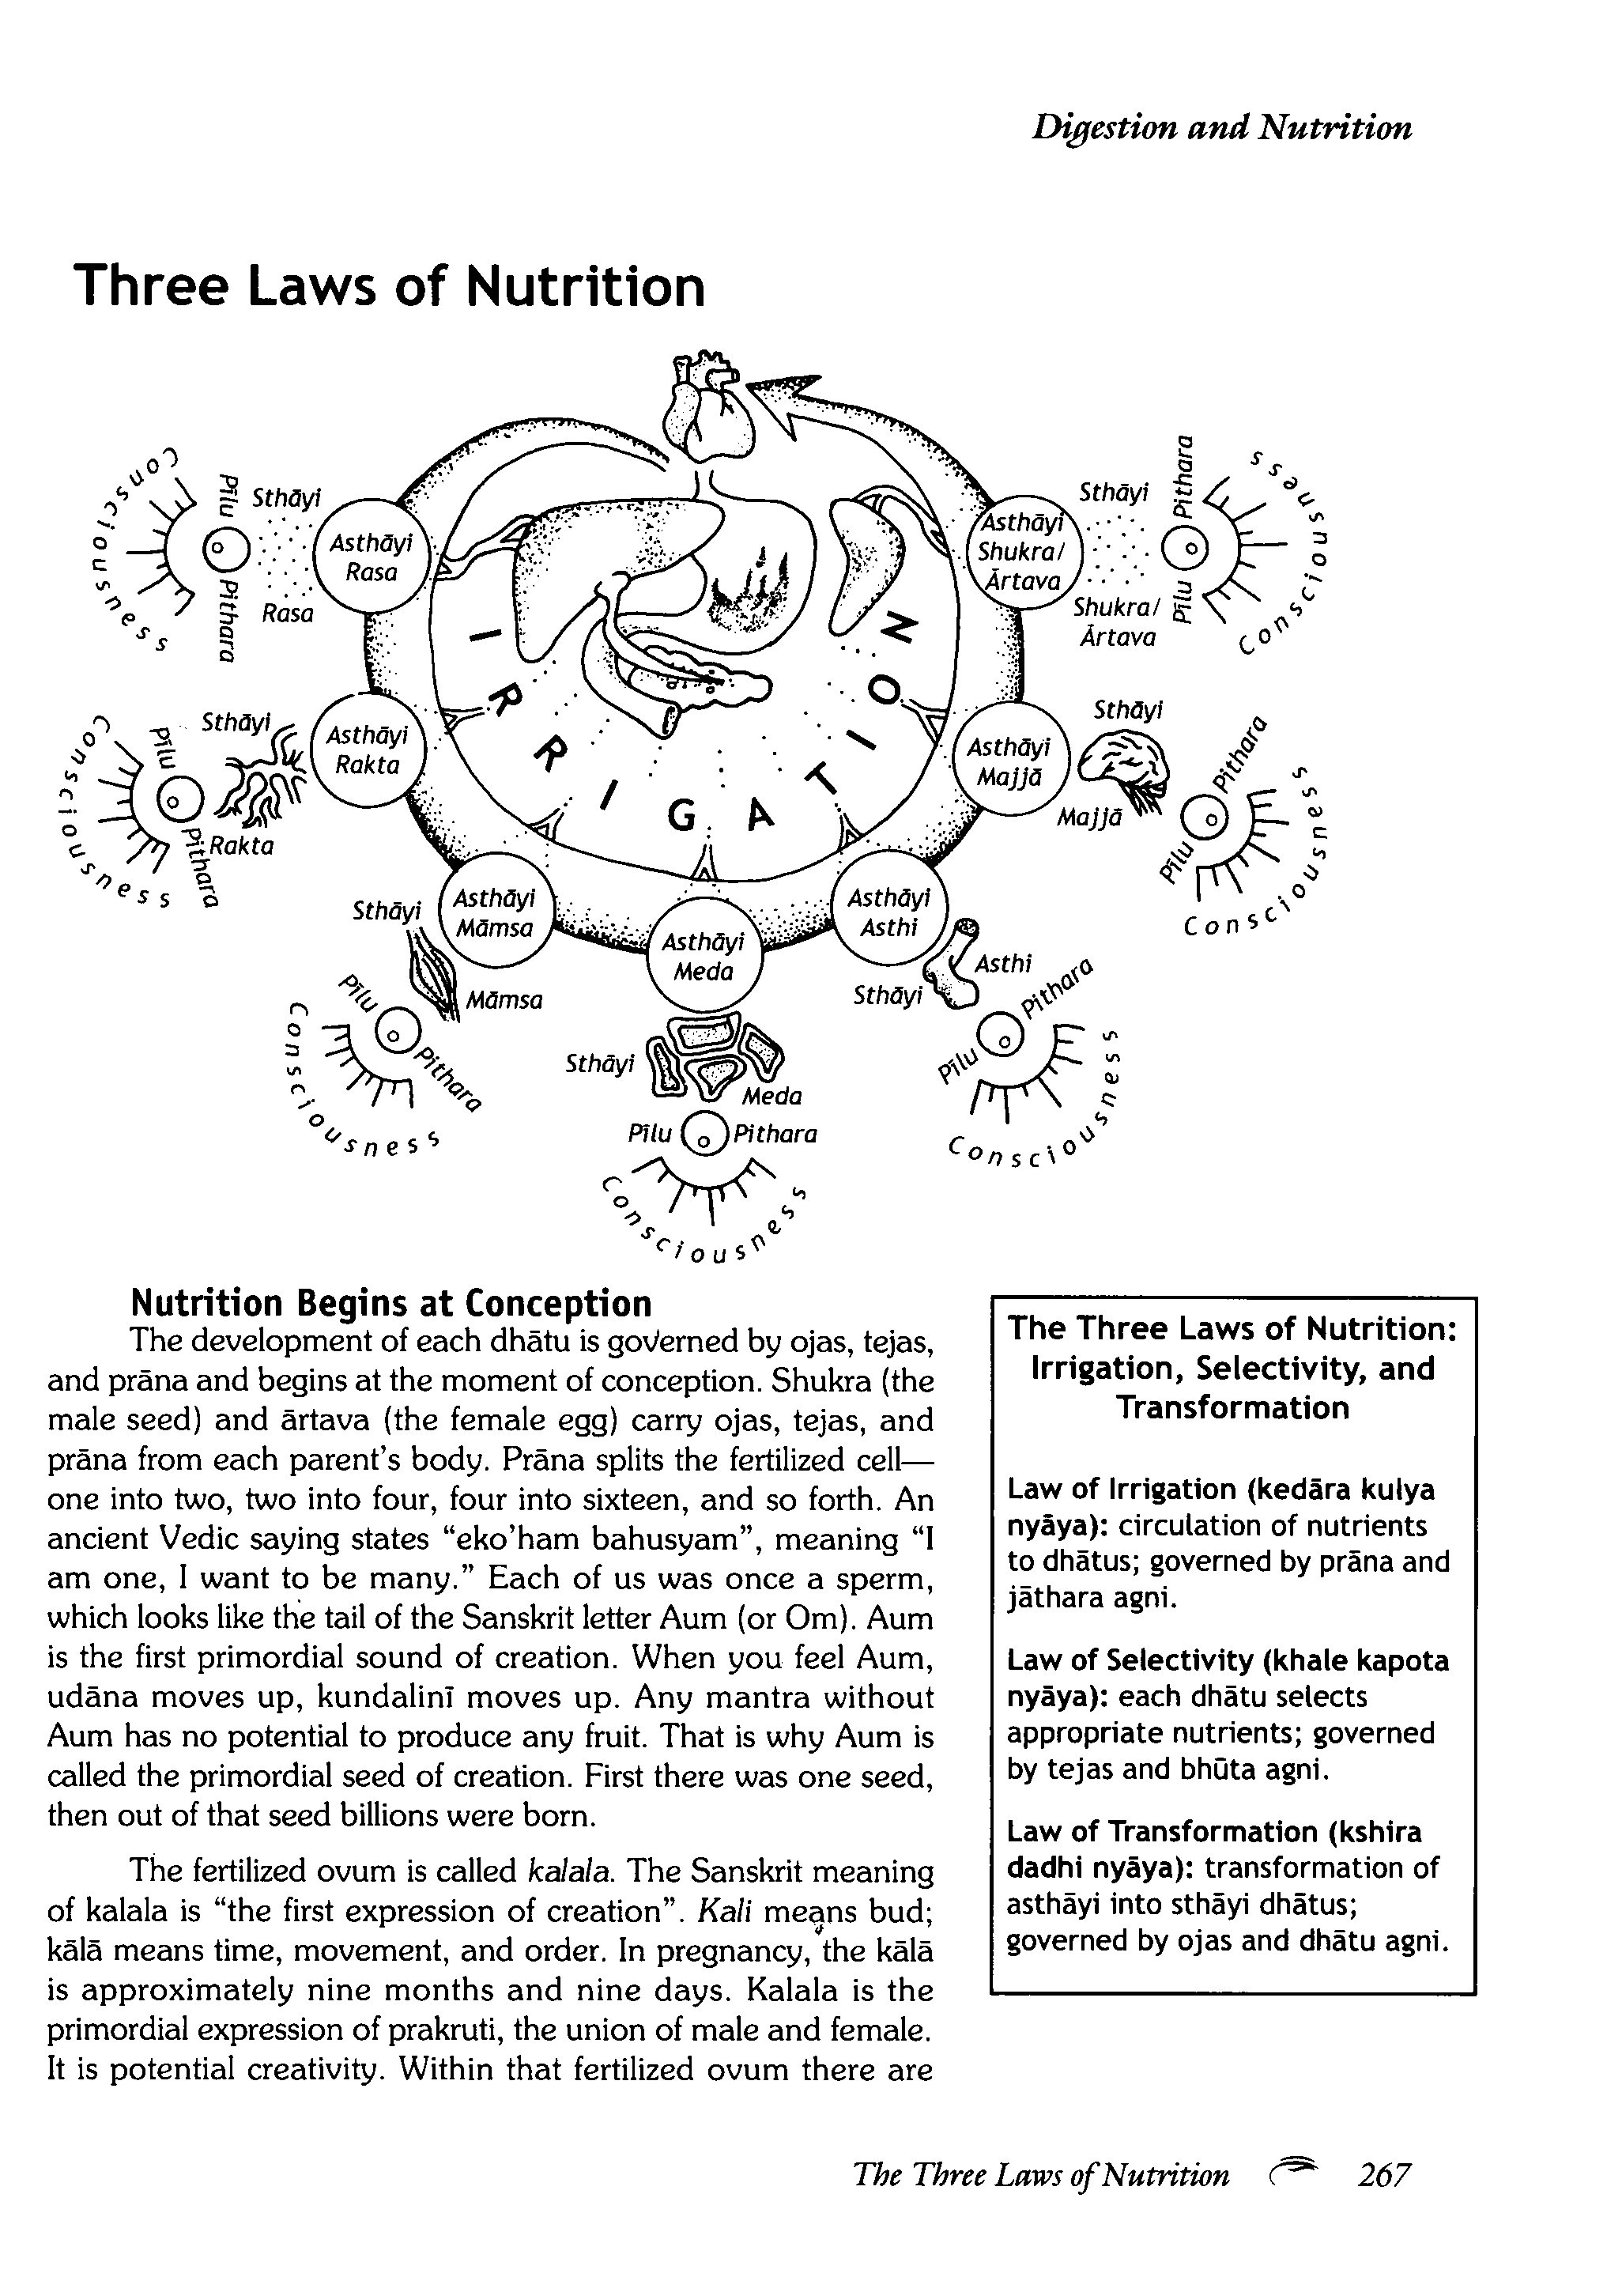 Digestion and Nutrition
Three Laws of Nutrition
Consciousness
Pīlu
Pithara
Sthāyi
Rasa
Asthāyi
Rasa
Consciousness
Pīlu
Pithara
Sthāyi
Rakta
Asthāyi
Rakta
Consciousness
Pīlu
Pithara
Sthāyi
Māmsa
Asthāyi
Māmsa
Consciousness
Pīlu
Pithara
Sthāyi
Meda
Asthāyi
Meda
Consciousness
Pīlu
Pithara
Sthāyi
Asthi
Asthāyi
Asthi
Consciousness
Pīlu
Pithara
Sthāyi
Majjā
Asthāyi
Majjā
Consciousness
Pīlu
Pithara
Sthāyi
Shukra/
Ārtava
Asthāyi
Shukra/
Ārtava
IRRIGATION
Nutrition Begins at Conception
The development of each dhātu is governed by ojas, tejas,
and prāna and begins at the moment of conception. Shukra (the
male seed) and ārtava (the female egg) carry ojas, tejas, and
prāna from each parent's body. Prāna splits the fertilized cell—
one into two, two into four, four into sixteen, and so forth. An
ancient Vedic saying states “eko'ham bahusyam”, meaning “I
am one, I want to be many.” Each of us was once a sperm,
which looks like the tail of the Sanskrit letter Aum (or Om). Aum
is the first primordial sound of creation. When you feel Aum,
udāna moves up, kundalinī moves up. Any mantra without
Aum has no potential to produce any fruit. That is why Aum is
called the primordial seed of creation. First there was one seed,
then out of that seed billions were born.
The fertilized ovum is called kalala. The Sanskrit meaning
of kalala is “the first expression of creation”. Kali means bud;
kālā means time, movement, and order. In pregnancy, the kālā
is approximately nine months and nine days. Kalala is the
primordial expression of prakruti, the union of male and female.
It is potential creativity. Within that fertilized ovum there are
The Three Laws of Nutrition:
Irrigation, Selectivity, and
Transformation
Law of Irrigation (kedāra kulya
nyāya): circulation of nutrients
to dhātus; governed by prāna and
jāthara agni.
Law of Selectivity (khale kapota
nyāya): each dhātu selects
appropriate nutrients; governed
by tejas and bhūta agni.
Law of Transformation (kshira
dadhi nyāya): transformation of
asthāyi into sthāyi dhātus;
governed by ojas and dhātu agni.
The Three Laws of Nutrition 267